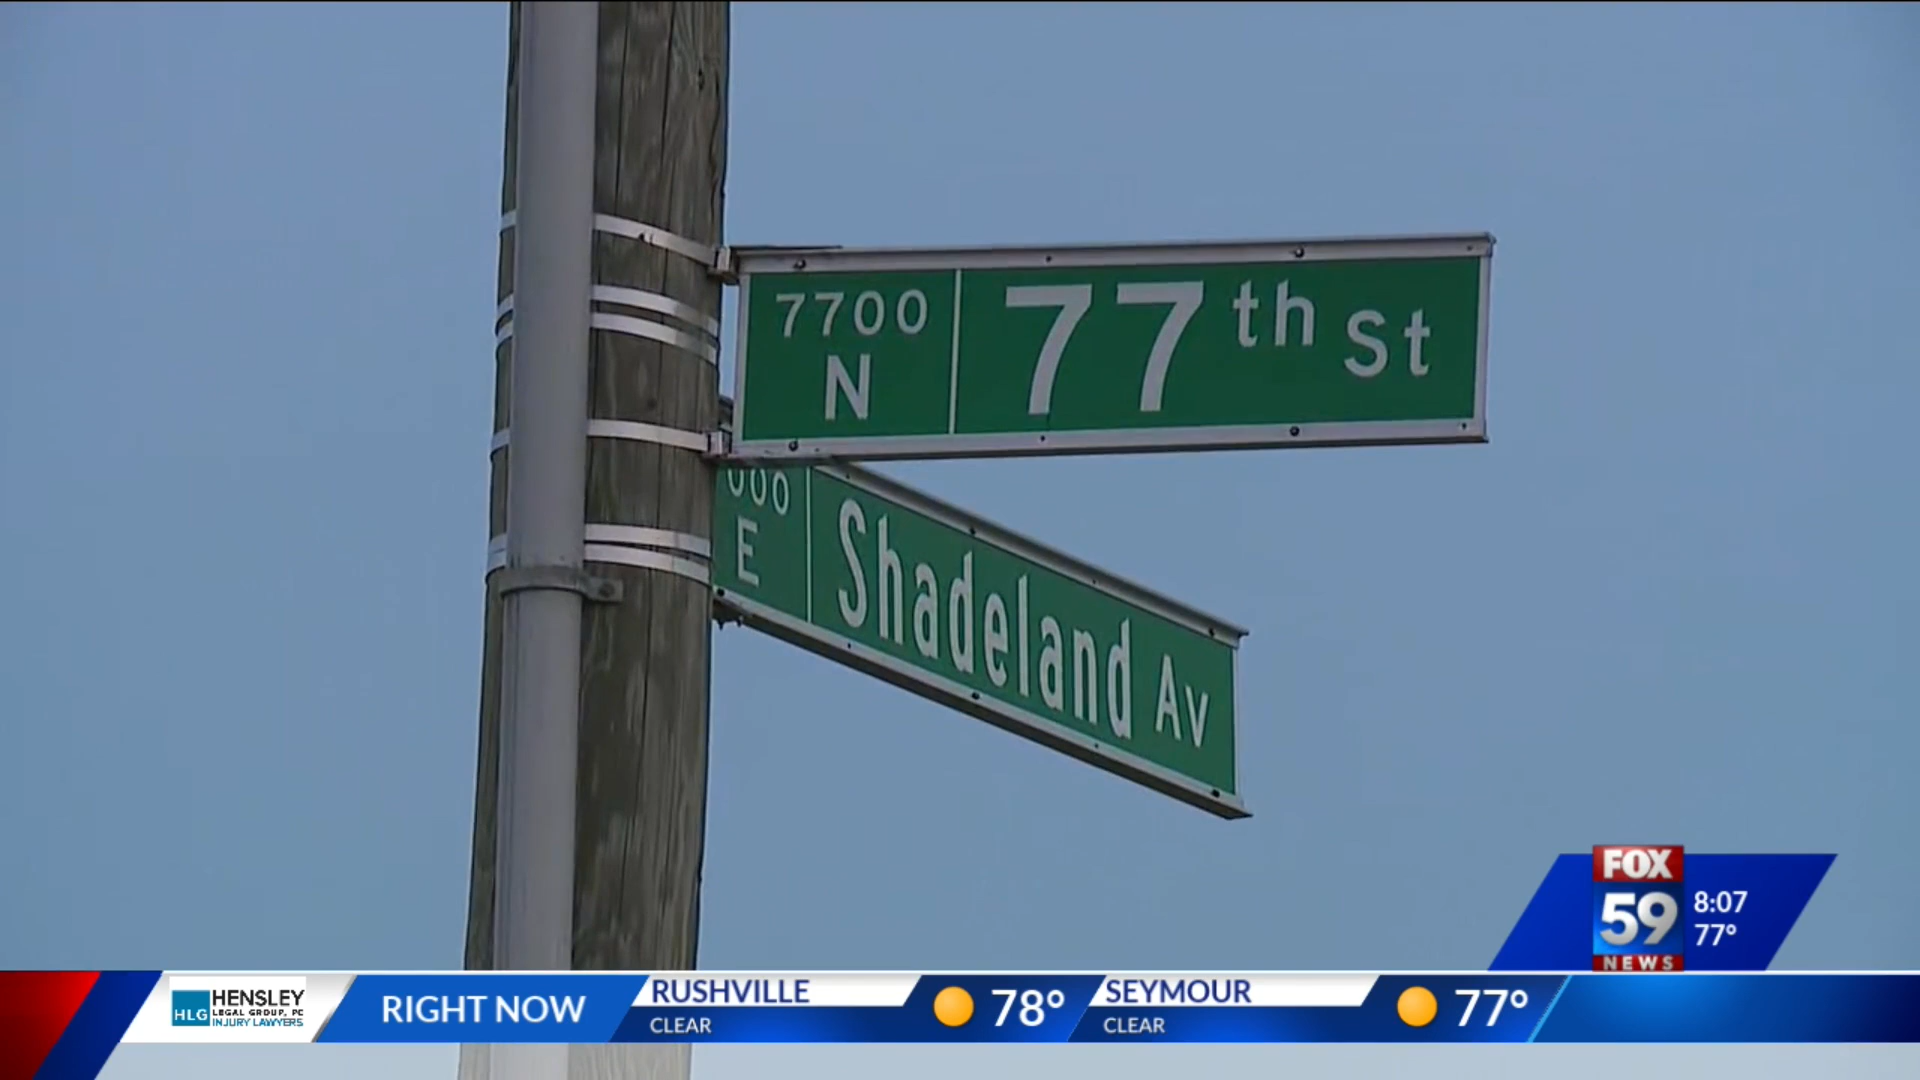 7700
N
77th St
000
E
Shadeland Av
FOX
59
NEWS
8:07
77°
HLG
HENSLEY
LEGAL GROUP, PC
INJURY LAWYERS
RIGHT NOW
RUSHVILLE
CLEAR
78°
SEYMOUR
CLEAR
77°